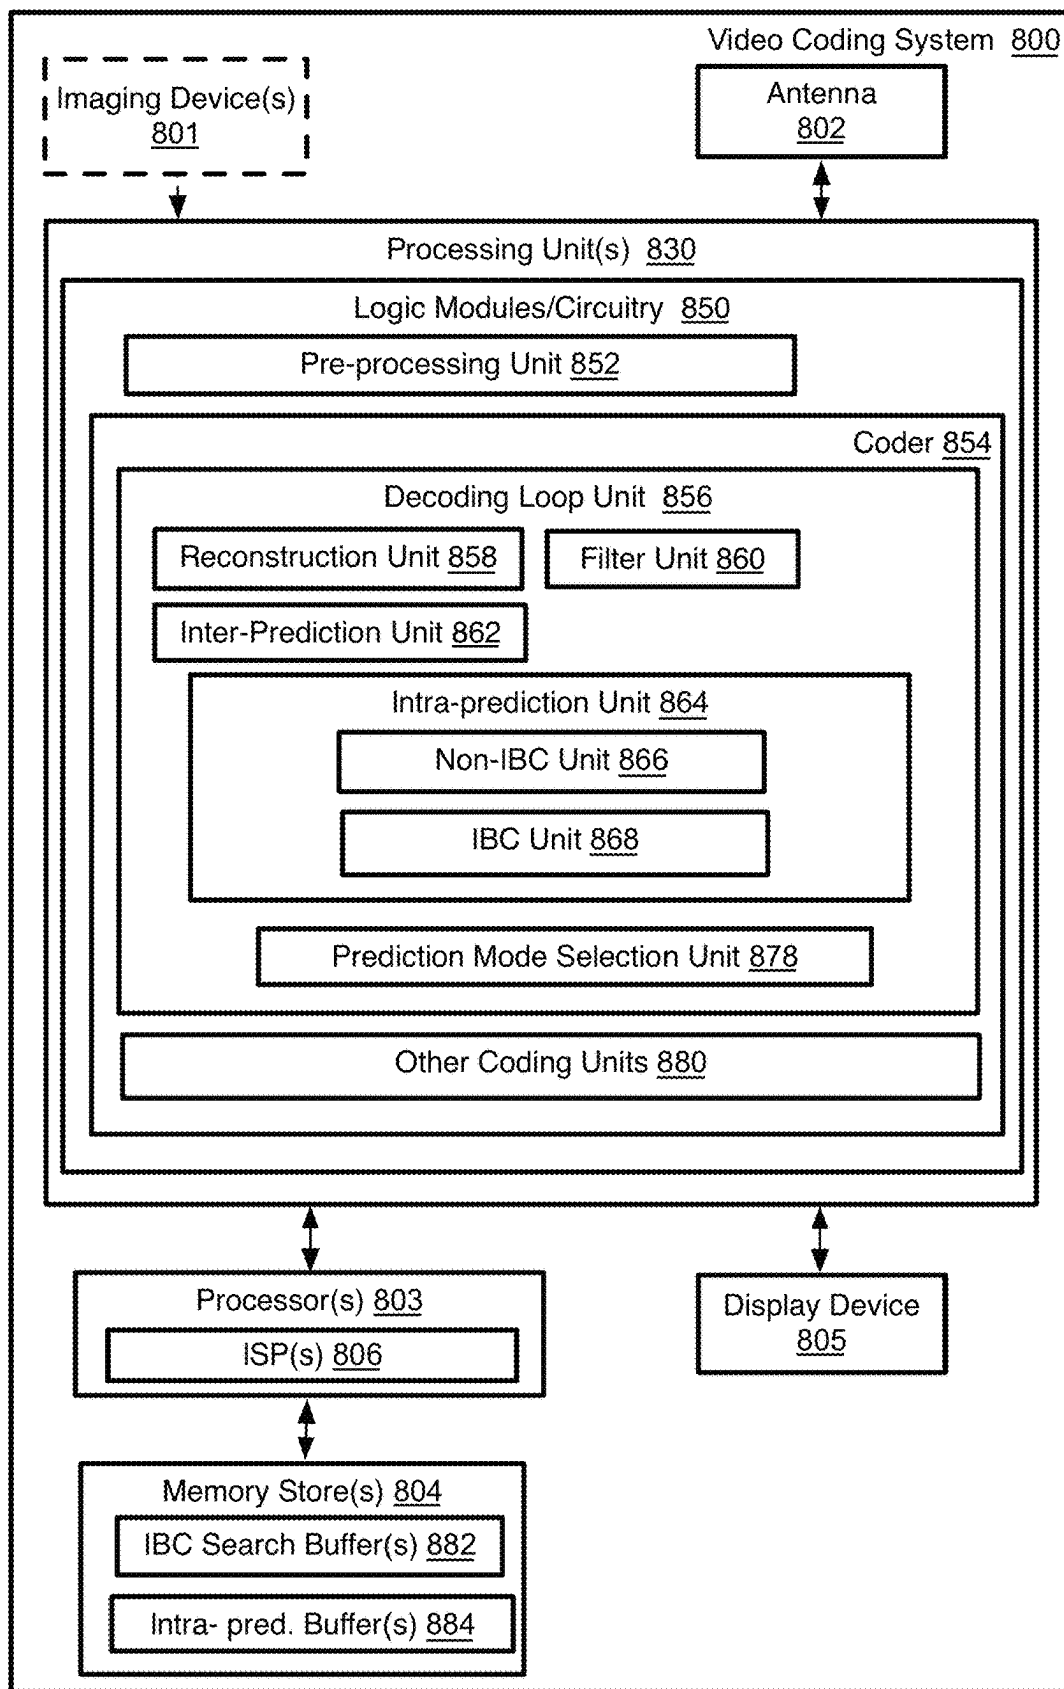 Video Coding System 800
Imaging Device(s)
801
Antenna
802
Processing Unit(s) 830
Logic Modules/Circuitry 850
Pre-processing Unit 852
Coder 854
Decoding Loop Unit 856
Reconstruction Unit 858
Filter Unit 860
Inter-Prediction Unit 862
Intra-prediction Unit 864
Non-IBC Unit 866
IBC Unit 868
Prediction Mode Selection Unit 878
Other Coding Units 880
Processor(s) 803
ISP(s) 806
Display Device
805
Memory Store(s) 804
IBC Search Buffer(s) 882
Intra- pred. Buffer(s) 884